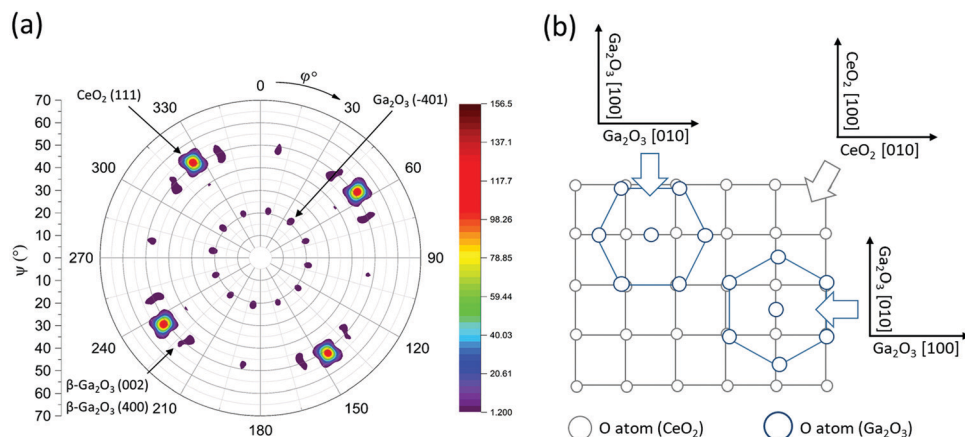 (a)
CeO₂ (111)
φ°
Ga₂O₃ (-401)
0
30
60
90
120
150
180
210
240
270
300
330
70
60
50
40
30
20
10
0
10
20
30
40
50
60
70
ψ (°)
β-Ga₂O₃ (002)
β-Ga₂O₃ (400)
156.5
137.1
117.7
98.26
78.85
59.44
40.03
20.61
1.200
(b)
Ga₂O₃ [100]
Ga₂O₃ [010]
CeO₂ [100]
CeO₂ [010]
Ga₂O₃ [010]
Ga₂O₃ [100]
O atom (CeO₂)
O atom (Ga₂O₃)